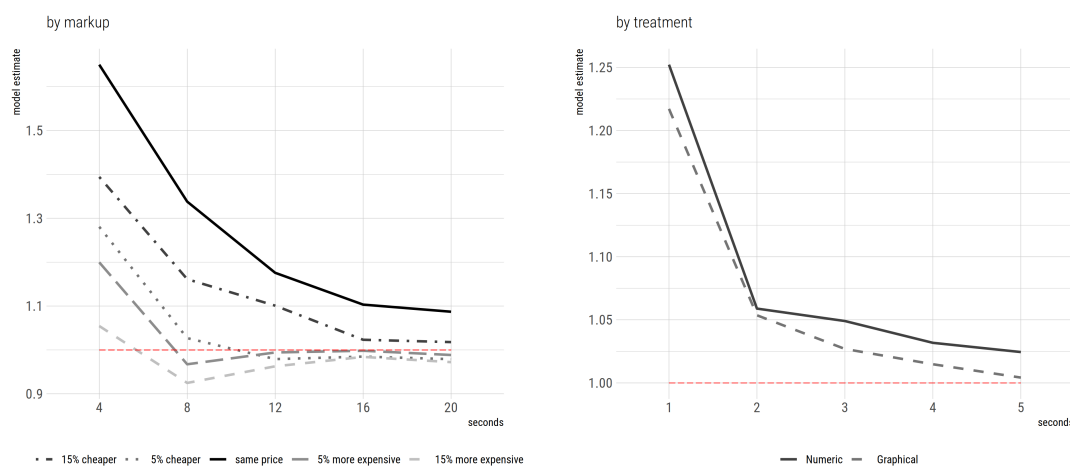 by markup
model estimate
1.5
1.3
1.1
0.9
4 8 12 16 20
seconds
15% cheaper 5% cheaper same price 5% more expensive 15% more expensive
by treatment
model estimate
1.25
1.20
1.15
1.10
1.05
1.00
1 2 3 4 5
seconds
Numeric Graphical